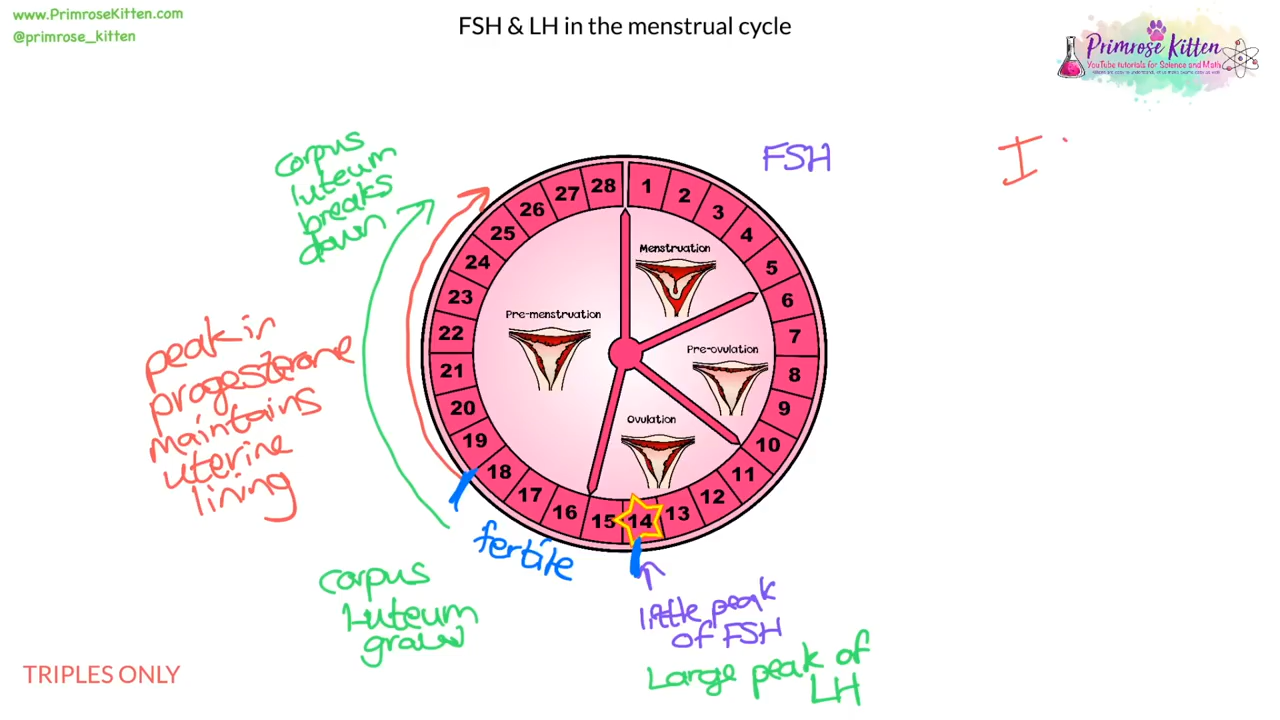 www.PrimroseKitten.com
@primrose_kitten
FSH & LH in the menstrual cycle
Primrose Kitten
YouTube tutorials for Science and Math
corpus
luteum
breaks
down
FSH
I
28 1 2 3 4 5 6 7 8 9 10 11 12 13 14 15 16 17 18 19 20 21 22 23 24 25 26 27
Menstruation
Pre-menstruation
Pre-ovulation
Ovulation
peak in
progesterone
maintains
uterine
lining
fertile
corpus
luteum
little peak
of FSH
Large peak of
LH
TRIPLES ONLY